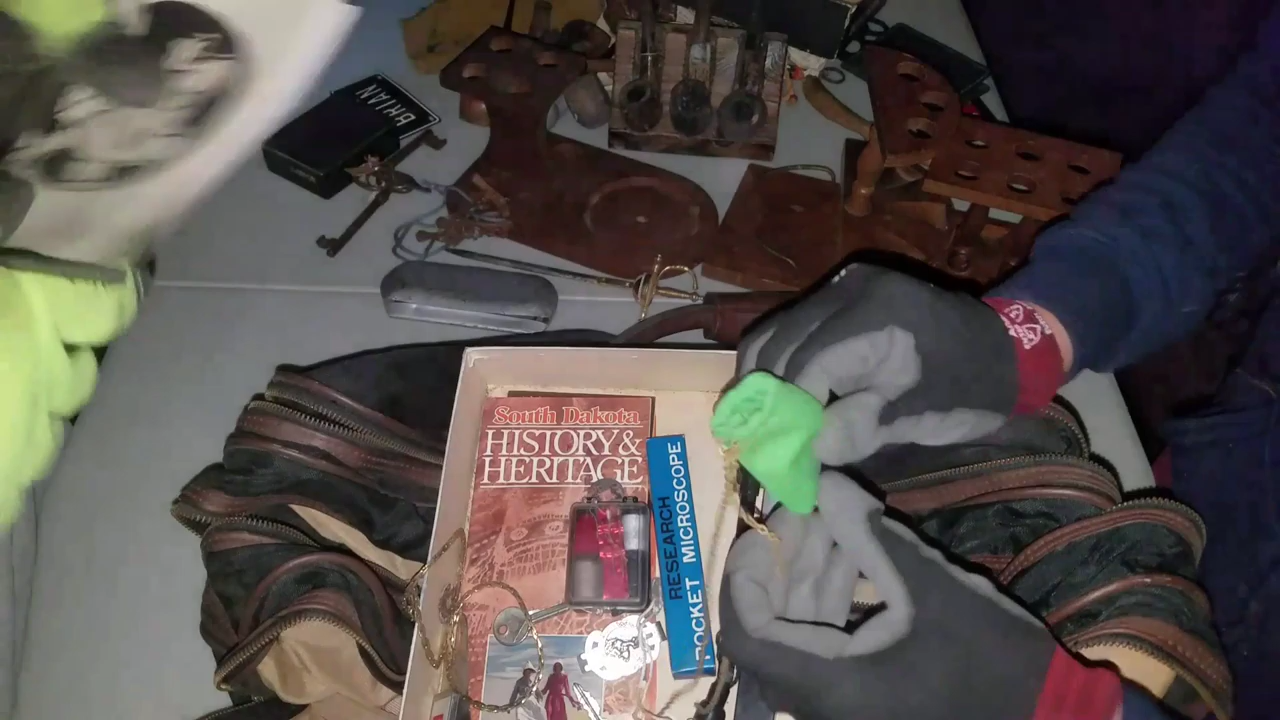 BRIAN
South Dakota
HISTORY &
HERITAGE
RESEARCH
POCKET MICROSCOPE